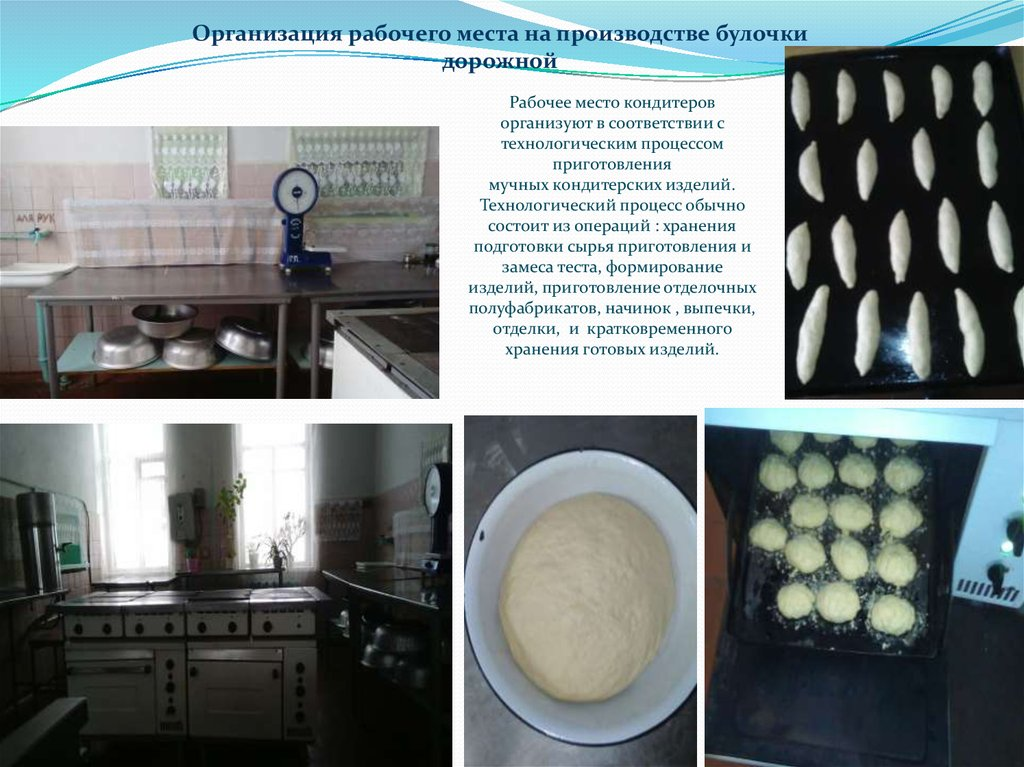 Организация рабочего места на производстве булочки
дорожной
Рабочее место кондитеров
организуют в соответствии с
технологическим процессом
приготовления
мучных кондитерских изделий.
Технологический процесс обычно
состоит из операций : хранения
подготовки сырья приготовления и
замеса теста, формирование
изделий, приготовление отделочных
полуфабрикатов, начинок , выпечки,
отделки, и кратковременного
хранения готовых изделий.
ДЛЯ РУК